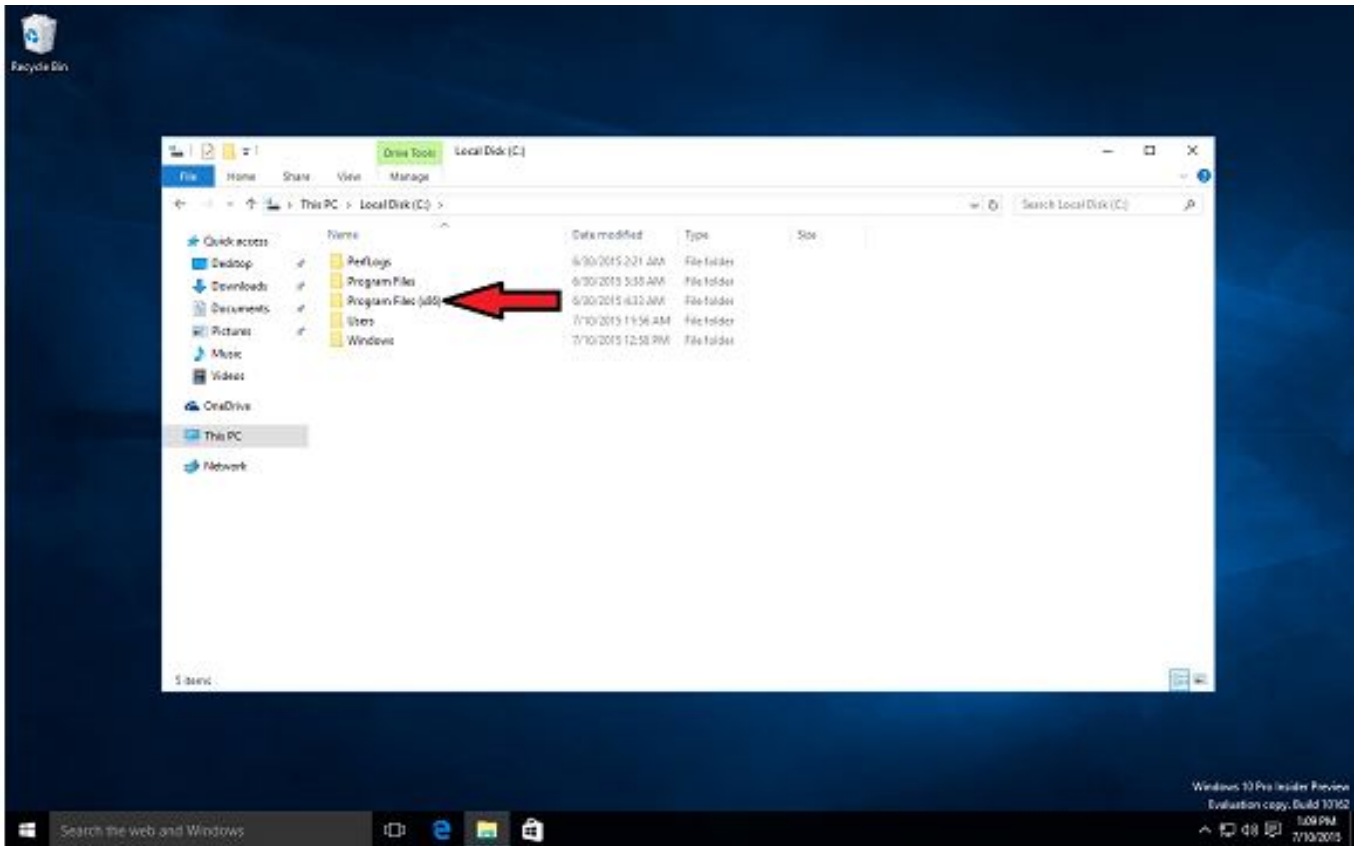 Recycle Bin
Drive Tools Local Disk (C:)
File Home Share View Manage
This PC > Local Disk (C:) >
Search Local Disk (C:)
Name Date modified Type Size
Quick access
Desktop
Downloads
Documents
Pictures
Music
Videos
OneDrive
This PC
Network
PerfLogs 6/30/2015 2:21 AM File folder
Program Files 6/30/2015 5:38 AM File folder
Program Files (x86) 6/30/2015 4:33 AM File folder
Users 7/10/2015 11:56 AM File folder
Windows 7/10/2015 12:58 PM File folder
5 items
Windows 10 Pro Insider Preview
Evaluation copy. Build 10162
Search the web and Windows
1:09 PM
7/10/2015